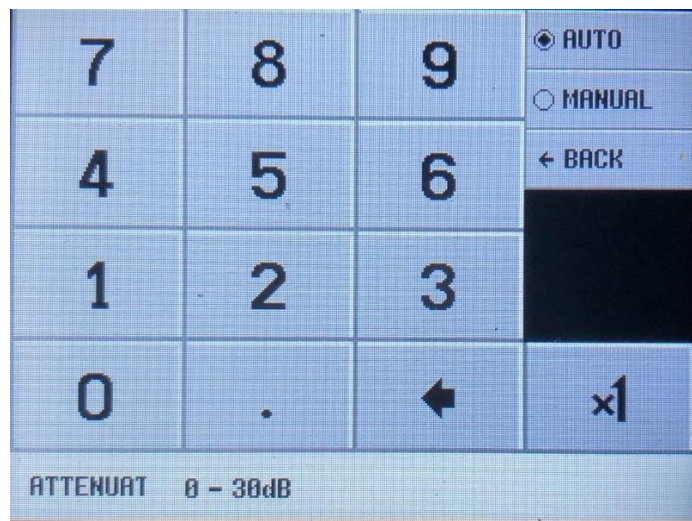 7 8 9
AUTO
MANUAL
4 5 6
← BACK
1 2 3
0 . ← ×1
ATTENUAT 0 - 30dB